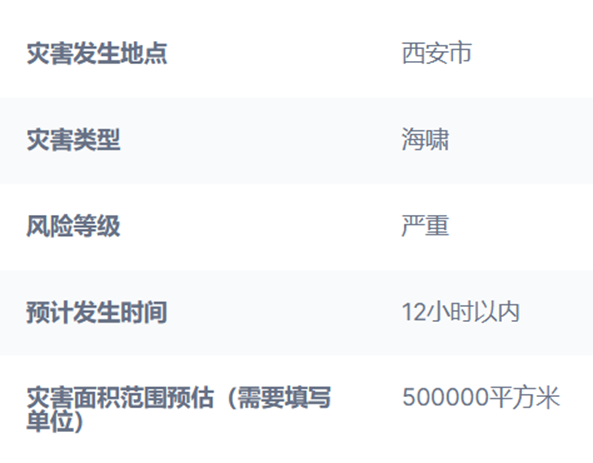 灾害发生地点 西安市
灾害类型 海啸
风险等级 严重
预计发生时间 12小时以内
灾害面积范围预估（需要填写 500000平方米
单位）